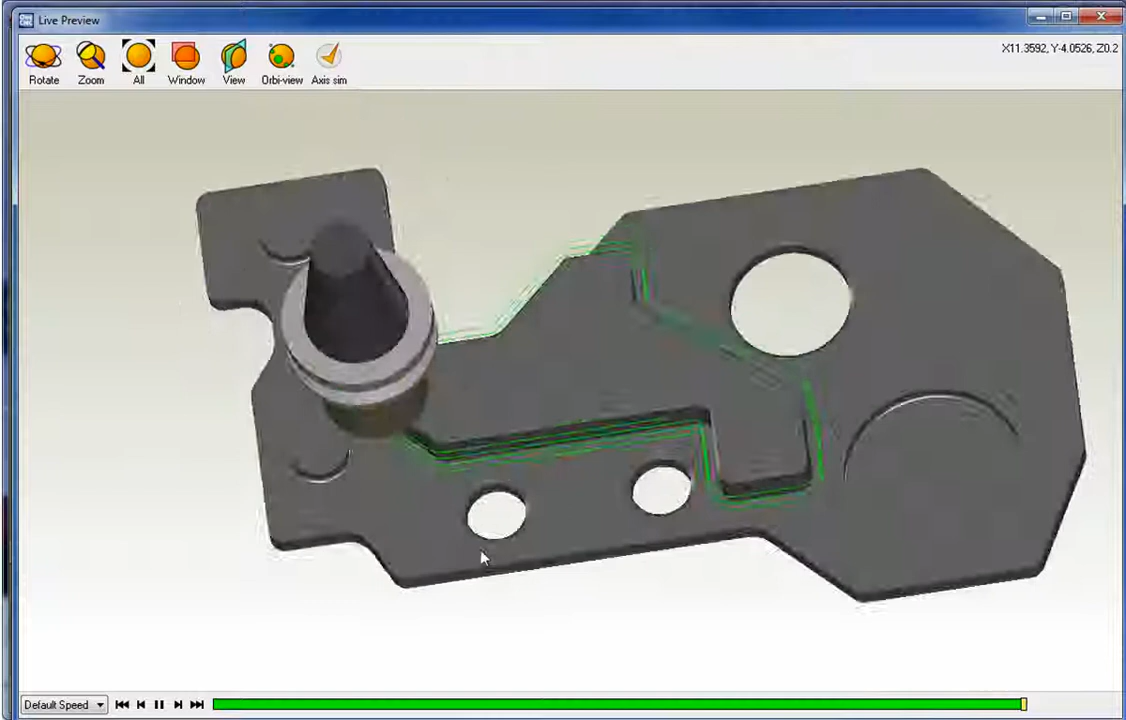 Live Preview
Rotate Zoom All Window View Orbi-view Axis sim
X11.3592, Y-4.0526, Z0.2
Default Speed